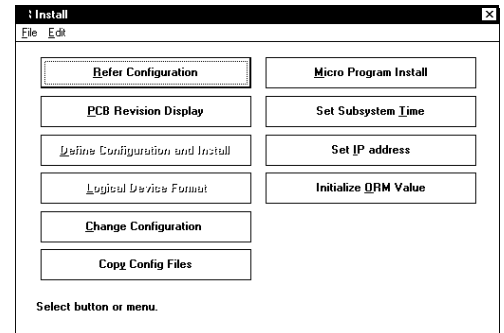 Install
File Edit
Refer Configuration
Micro Program Install
PCB Revision Display
Set Subsystem Time
Define Configuration and Install
Set IP address
Logical Device Format
Initialize ORM Value
Change Configuration
Copy Config Files
Select button or menu.